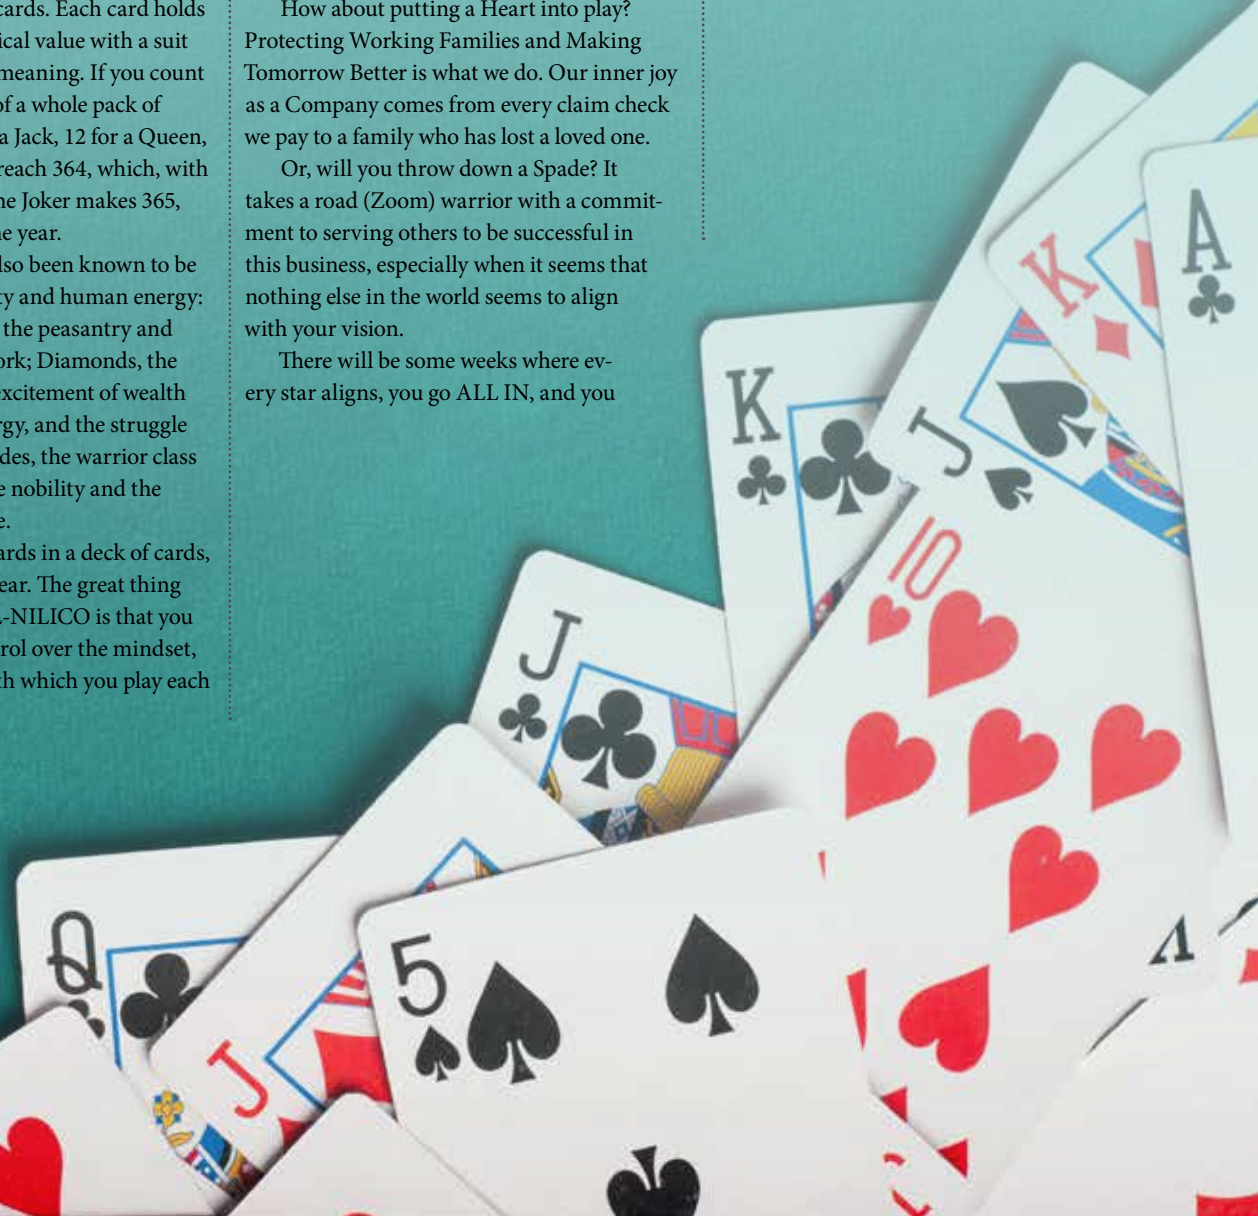 cards. Each card holds
ical value with a suit
meaning. If you count
of a whole pack of
a Jack, 12 for a Queen,
reach 364, which, with
he Joker makes 365,
he year.
lso been known to be
ty and human energy:
the peasantry and
ork; Diamonds, the
excitement of wealth
rgy, and the struggle
des, the warrior class
e nobility and the
e.
ards in a deck of cards,
ear. The great thing
L-NILICO is that you
rol over the mindset,
th which you play each
How about putting a Heart into play?
Protecting Working Families and Making
Tomorrow Better is what we do. Our inner joy
as a Company comes from every claim check
we pay to a family who has lost a loved one.
Or, will you throw down a Spade? It
takes a road (Zoom) warrior with a commit-
ment to serving others to be successful in
this business, especially when it seems that
nothing else in the world seems to align
with your vision.
There will be some weeks where ev-
ery star aligns, you go ALL IN, and you
A
K
K
J
10
J
Q
5
J
A